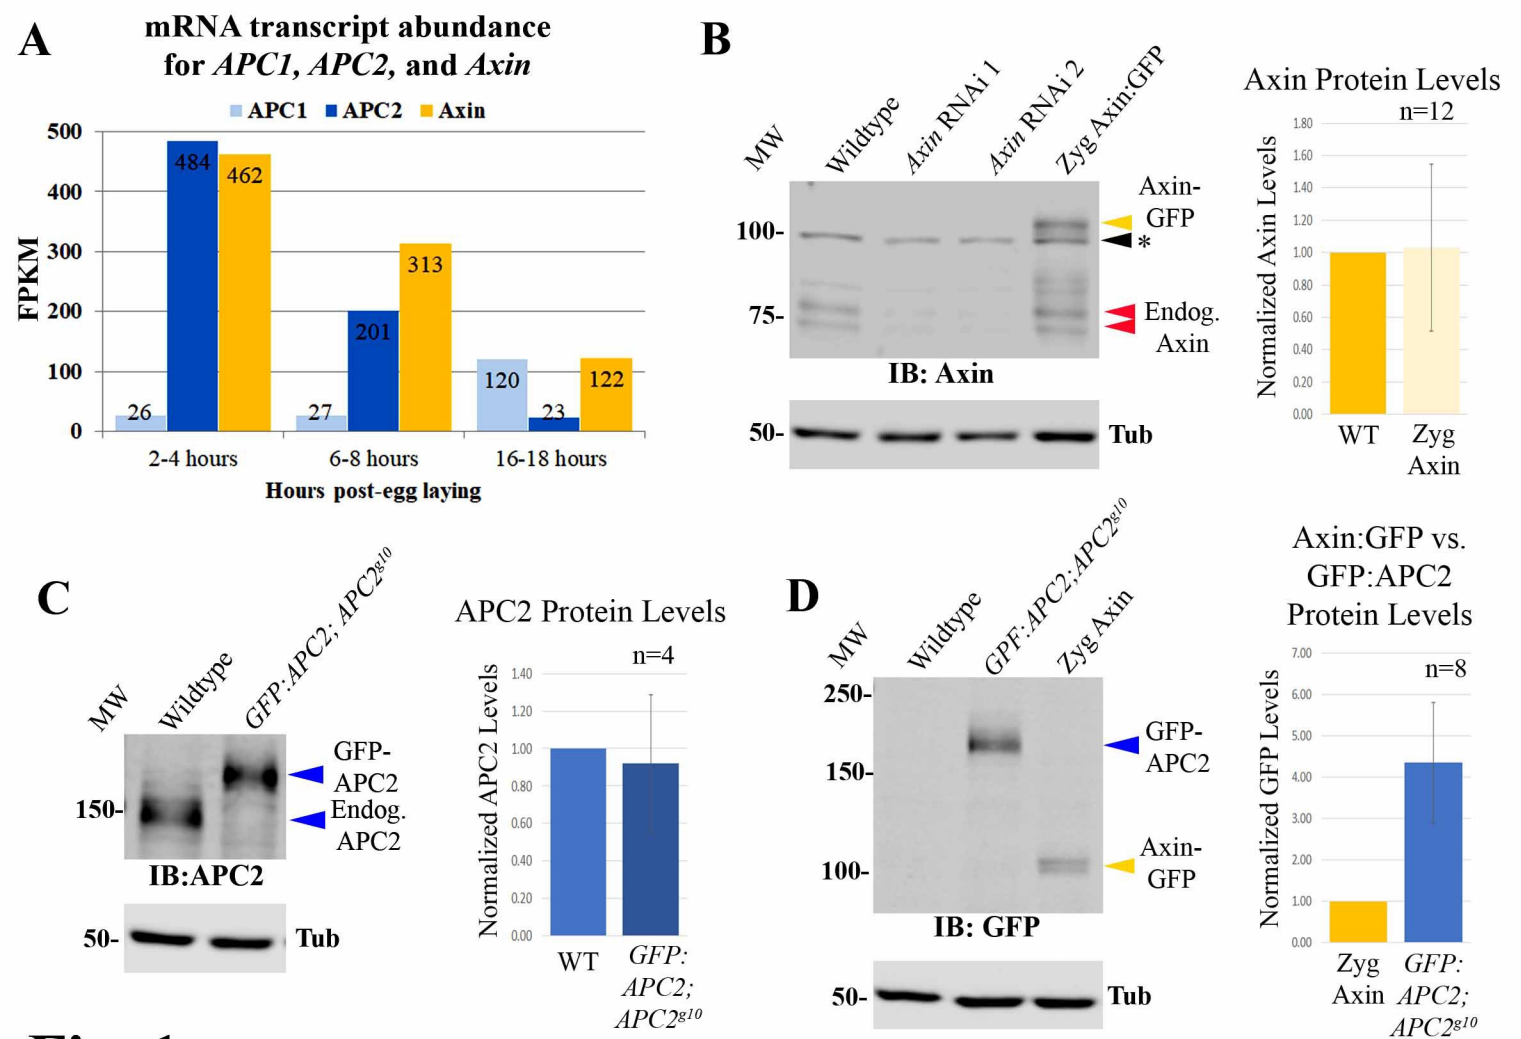 A
mRNA transcript abundance
for APC1, APC2, and Axin
APC1 APC2 Axin
FPKM
500
400
300
200
100
0
26 484 462
27 201 313
120 23 122
2-4 hours 6-8 hours 16-18 hours
Hours post-egg laying
B
MW Wildtype Axin RNAi 1 Axin RNAi 2 Zyg Axin:GFP
100-
75-
Axin-
GFP
*
Endog.
Axin
IB: Axin
50- Tub
Axin Protein Levels
n=12
Normalized Axin Levels
1.80
1.60
1.40
1.20
1.00
0.80
0.60
0.40
0.20
0.00
WT Zyg
Axin
C
MW Wildtype GFP:APC2; APC2g10
150-
GFP-
APC2
Endog.
APC2
IB:APC2
50- Tub
APC2 Protein Levels
n=4
Normalized APC2 Levels
1.40
1.20
1.00
0.80
0.60
0.40
0.20
0.00
WT GFP:
APC2;
APC2g10
D
MW Wildtype GPF:APC2;APC2g10 Zyg Axin
250-
150-
100-
GFP-
APC2
Axin-
GFP
IB: GFP
50- Tub
Axin:GFP vs.
GFP:APC2
Protein Levels
n=8
Normalized GFP Levels
7.00
6.00
5.00
4.00
3.00
2.00
1.00
0.00
Zyg
Axin
GFP:
APC2;
APC2g10